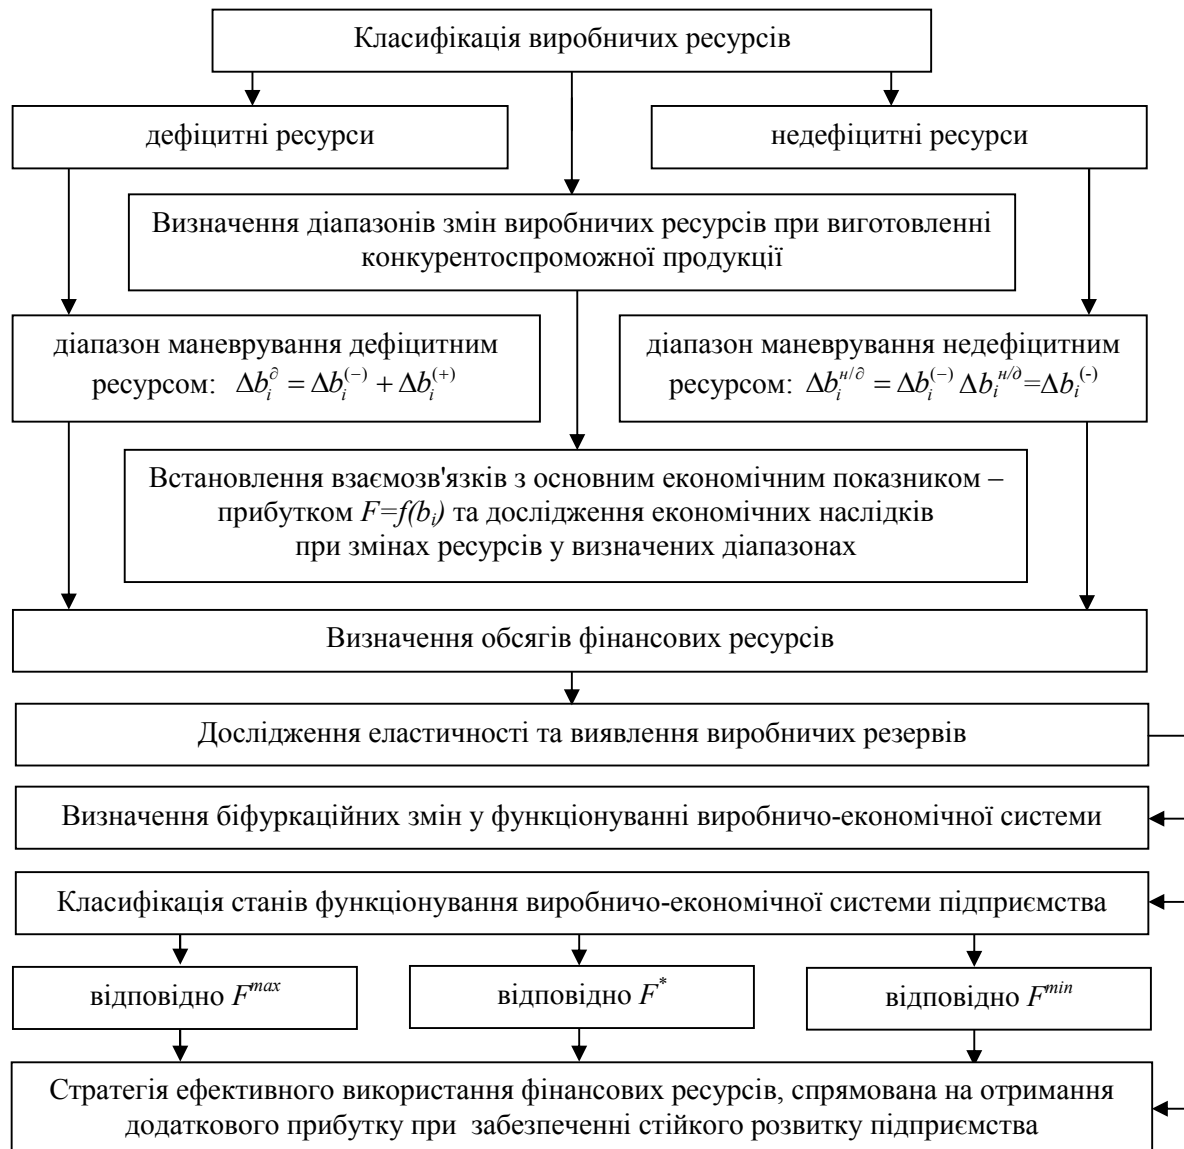 Класифікація виробничих ресурсів
дефіцитні ресурси
недефіцитні ресурси
Визначення діапазонів змін виробничих ресурсів при виготовленні
конкурентоспроможної продукції
діапазон маневрування дефіцитним
ресурсом: Δb_i^∂ = Δb_i^(−) + Δb_i^(+)
діапазон маневрування недефіцитним
ресурсом: Δb_i^н/∂ = Δb_i^(−) Δb_i^н/д=Δb_i^(-)
Встановлення взаємозв'язків з основним економічним показником –
прибутком F=f(b_i) та дослідження економічних наслідків
при змінах ресурсів у визначених діапазонах
Визначення обсягів фінансових ресурсів
Дослідження еластичності та виявлення виробничих резервів
Визначення біфуркаційних змін у функціонуванні виробничо-економічної системи
Класифікація станів функціонування виробничо-економічної системи підприємства
відповідно F^max
відповідно F^*
відповідно F^min
Стратегія ефективного використання фінансових ресурсів, спрямована на отримання
додаткового прибутку при забезпеченні стійкого розвитку підприємства